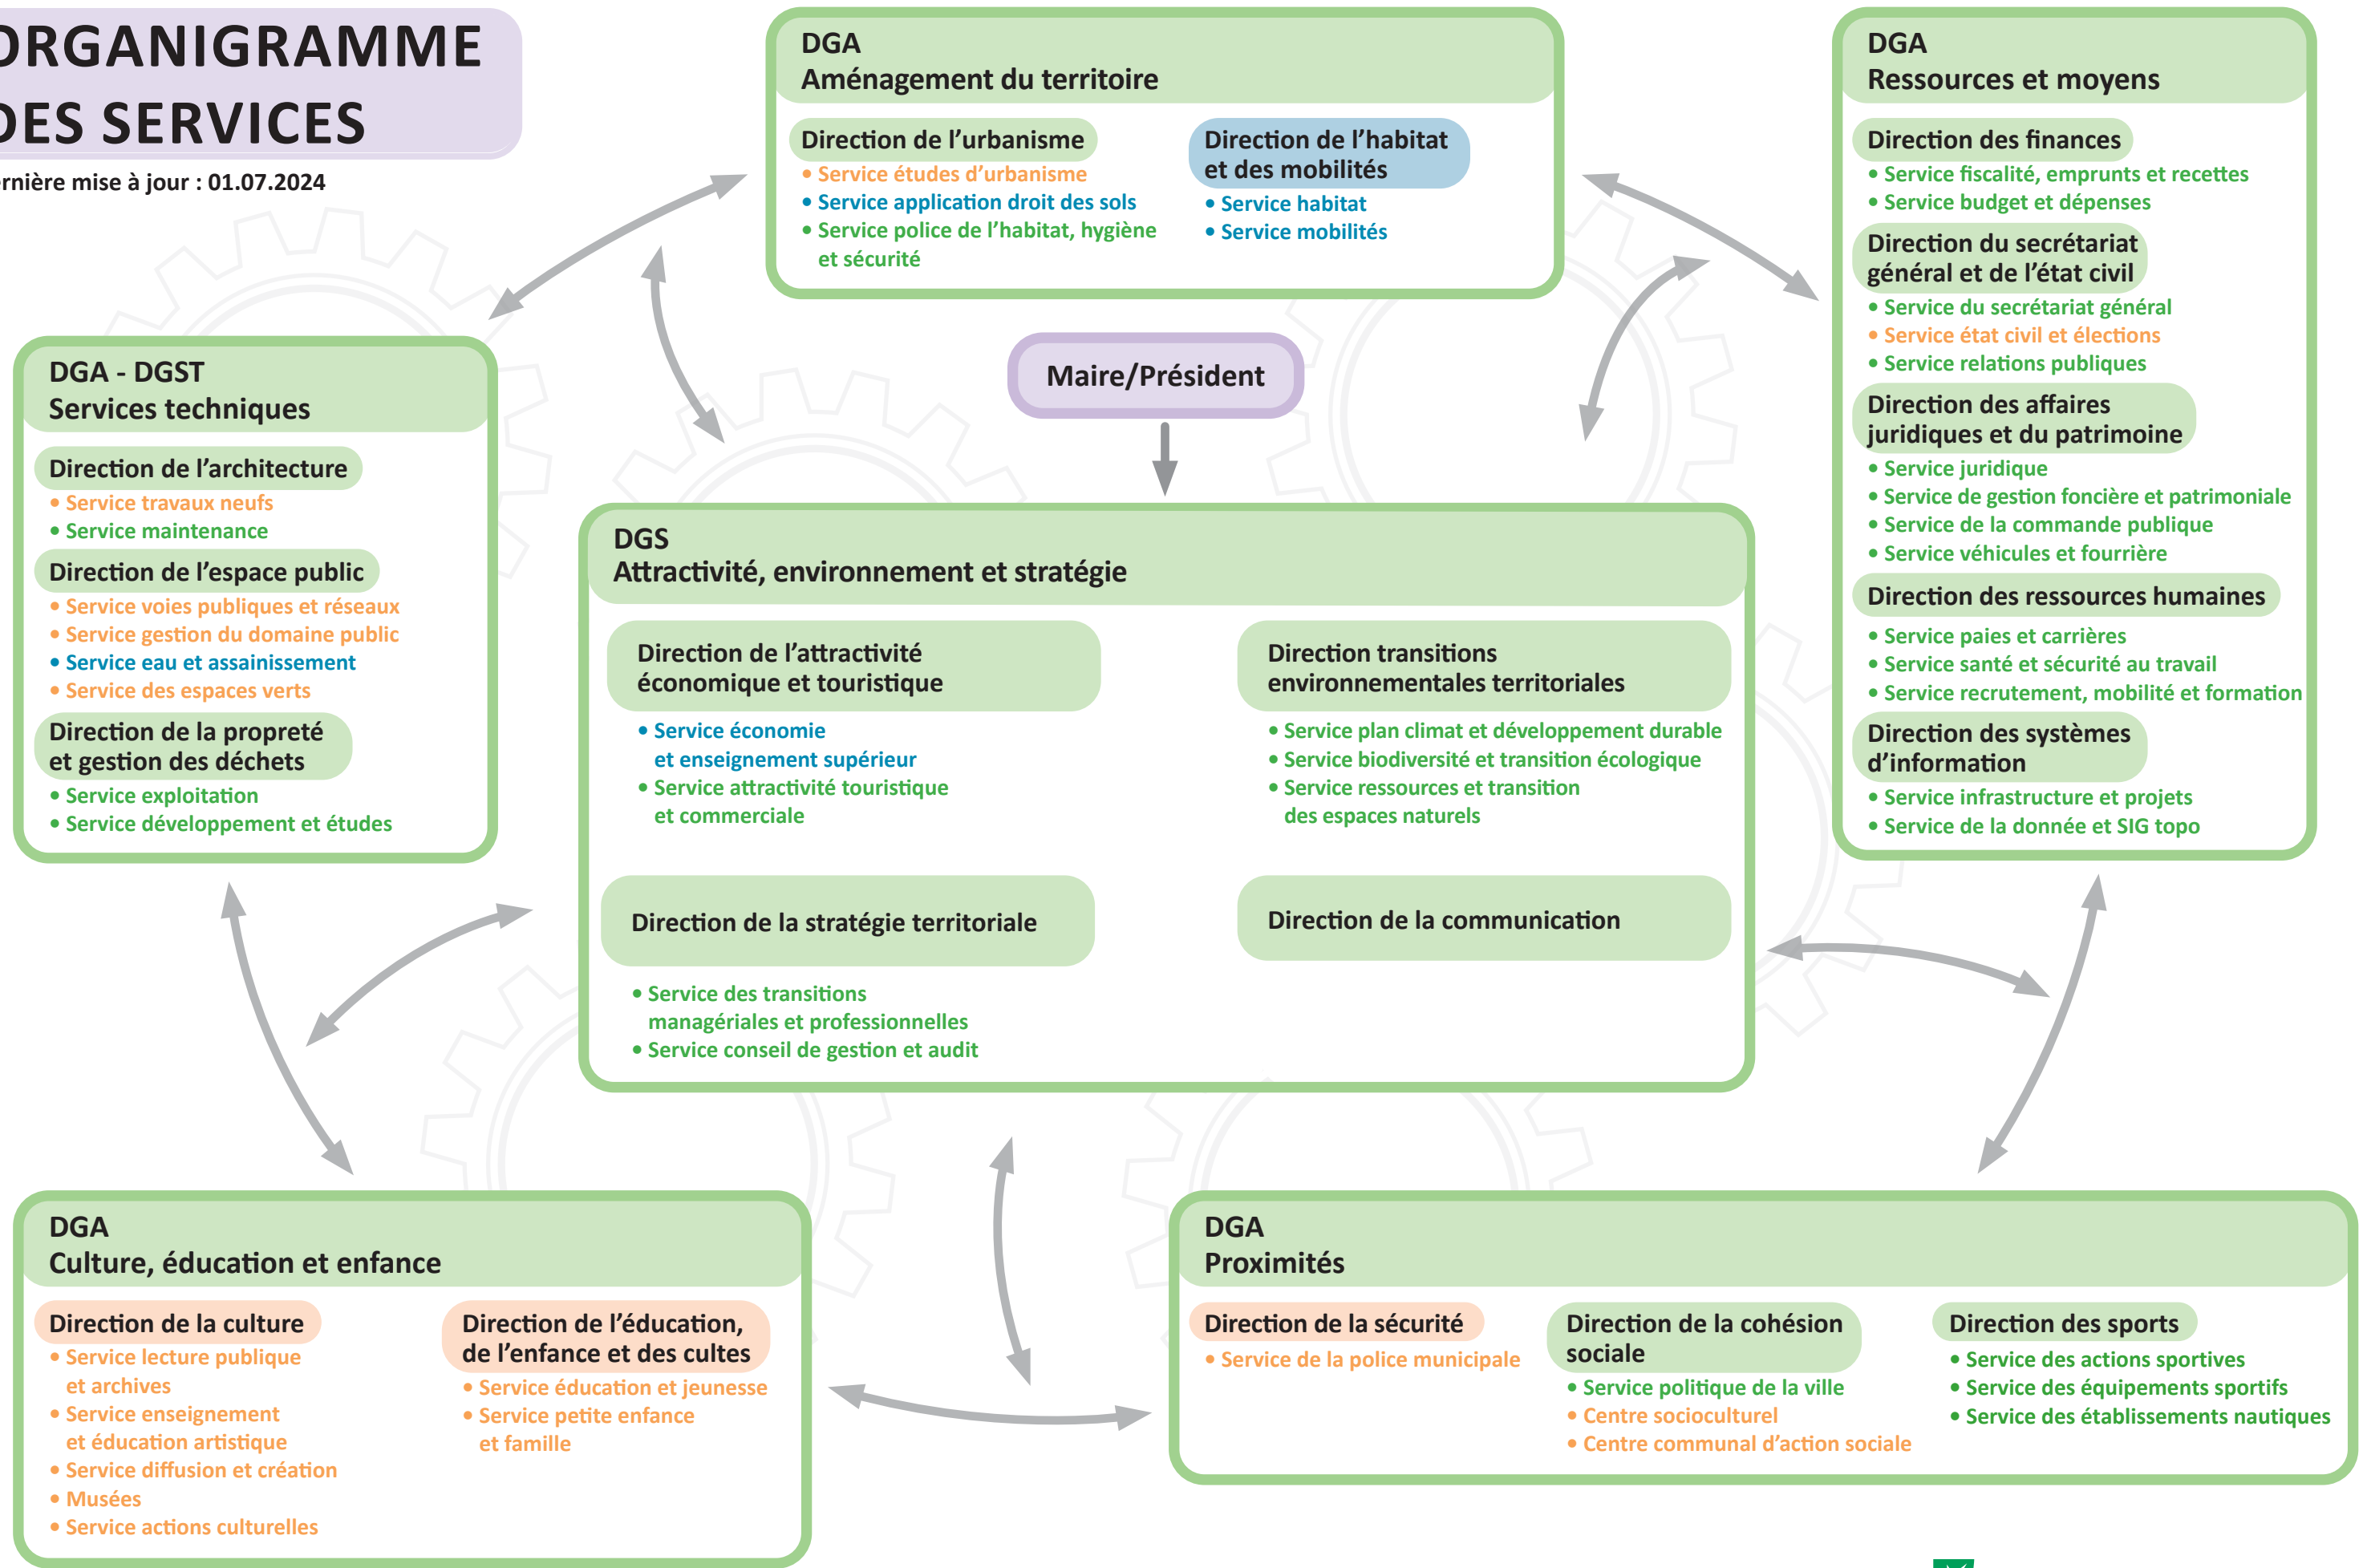 ORGANIGRAMME
DES SERVICES
ernière mise à jour : 01.07.2024
DGA
Aménagement du territoire
Direction de l’urbanisme
• Service études d’urbanisme
• Service application droit des sols
• Service police de l’habitat, hygiène
et sécurité
Direction de l’habitat
et des mobilités
• Service habitat
• Service mobilités
DGA
Ressources et moyens
Direction des finances
• Service fiscalité, emprunts et recettes
• Service budget et dépenses
Direction du secrétariat
général et de l’état civil
• Service du secrétariat général
• Service état civil et élections
• Service relations publiques
Direction des affaires
juridiques et du patrimoine
• Service juridique
• Service de gestion foncière et patrimoniale
• Service de la commande publique
• Service véhicules et fourrière
Direction des ressources humaines
• Service paies et carrières
• Service santé et sécurité au travail
• Service recrutement, mobilité et formation
Direction des systèmes
d’information
• Service infrastructure et projets
• Service de la donnée et SIG topo
DGA - DGST
Services techniques
Direction de l’architecture
• Service travaux neufs
• Service maintenance
Direction de l’espace public
• Service voies publiques et réseaux
• Service gestion du domaine public
• Service eau et assainissement
• Service des espaces verts
Direction de la propreté
et gestion des déchets
• Service exploitation
• Service développement et études
Maire/Président
DGS
Attractivité, environnement et stratégie
Direction de l’attractivité
économique et touristique
• Service économie
et enseignement supérieur
• Service attractivité touristique
et commerciale
Direction transitions
environnementales territoriales
• Service plan climat et développement durable
• Service biodiversité et transition écologique
• Service ressources et transition
des espaces naturels
Direction de la stratégie territoriale
• Service des transitions
managériales et professionnelles
• Service conseil de gestion et audit
Direction de la communication
DGA
Culture, éducation et enfance
Direction de la culture
• Service lecture publique
et archives
• Service enseignement
et éducation artistique
• Service diffusion et création
• Musées
• Service actions culturelles
Direction de l’éducation,
de l’enfance et des cultes
• Service éducation et jeunesse
• Service petite enfance
et famille
DGA
Proximités
Direction de la sécurité
• Service de la police municipale
Direction de la cohésion
sociale
• Service politique de la ville
• Centre socioculturel
• Centre communal d’action sociale
Direction des sports
• Service des actions sportives
• Service des équipements sportifs
• Service des établissements nautiques